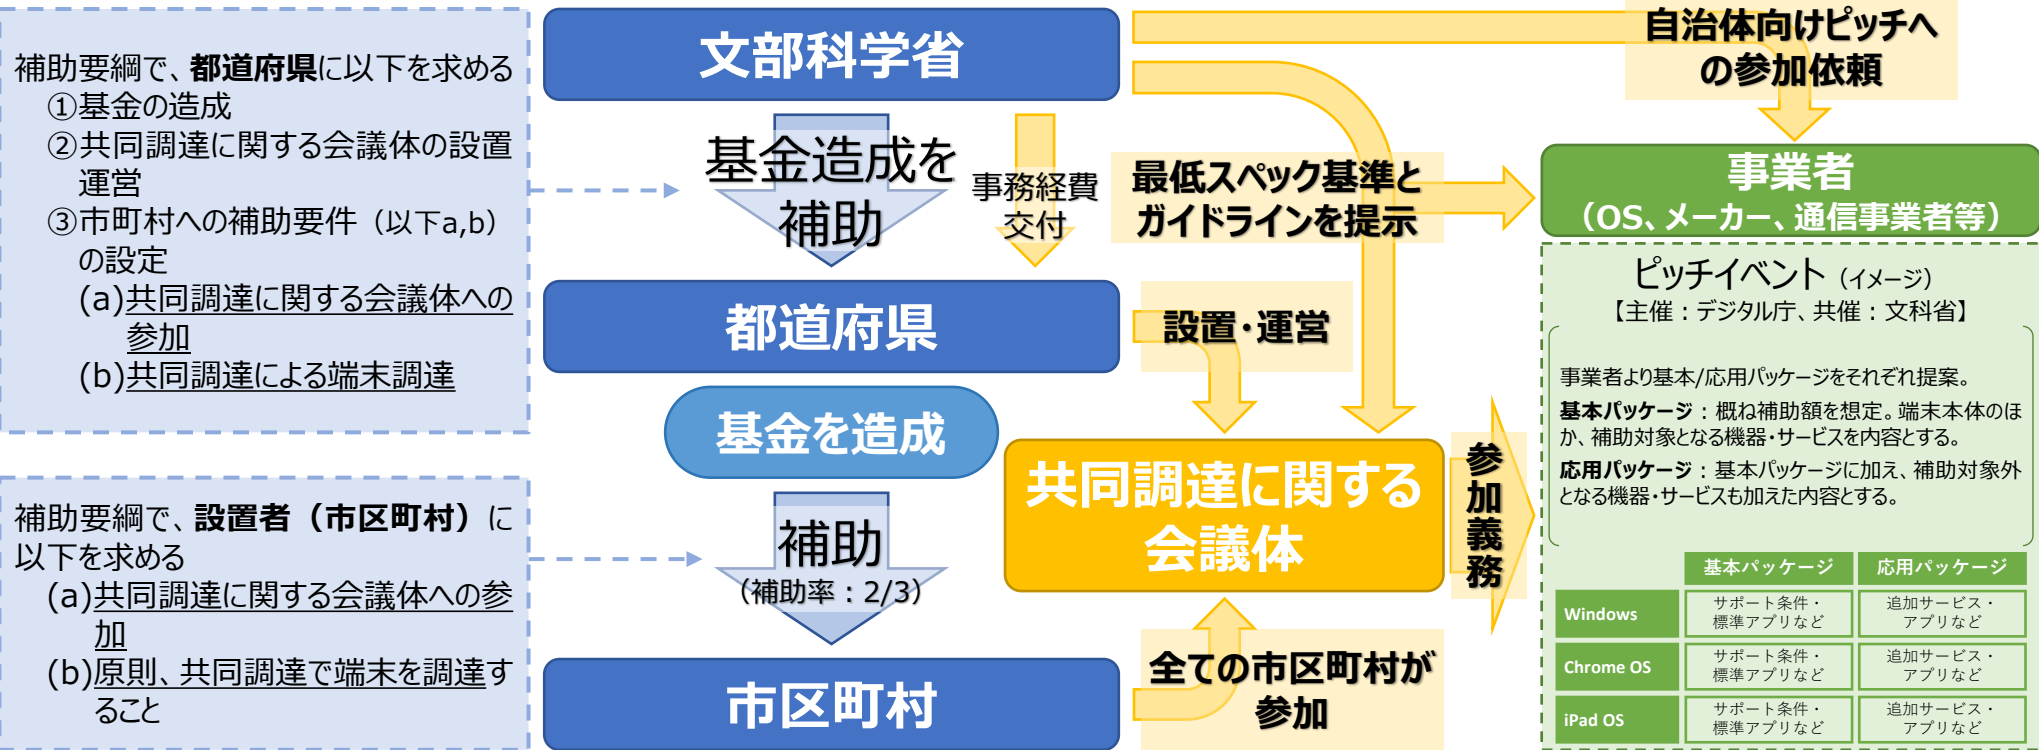 補助要綱で、都道府県に以下を求める
①基金の造成
②共同調達に関する会議体の設置
運営
③市町村への補助要件（以下a,b）
の設定
(a)共同調達に関する会議体への
参加
(b)共同調達による端末調達
補助要綱で、設置者（市区町村）に
以下を求める
(a)共同調達に関する会議体への参
加
(b)原則、共同調達で端末を調達す
ること
文部科学省
基金造成を
補助
事務経費
交付
都道府県
基金を造成
補助
（補助率：2/3）
市区町村
自治体向けピッチへ
の参加依頼
最低スペック基準と
ガイドラインを提示
設置・運営
共同調達に関する
会議体
全ての市区町村が
参加
参加義務
事業者
（OS、メーカー、通信事業者等）
ピッチイベント（イメージ）
【主催：デジタル庁、共催：文科省】
事業者より基本/応用パッケージをそれぞれ提案。
基本パッケージ：概ね補助額を想定。端末本体のほ
か、補助対象となる機器・サービスを内容とする。
応用パッケージ：基本パッケージに加え、補助対象外
となる機器・サービスも加えた内容とする。
基本パッケージ 応用パッケージ
Windows
サポート条件・
標準アプリなど
追加サービス・
アプリなど
Chrome OS
サポート条件・
標準アプリなど
追加サービス・
アプリなど
iPad OS
サポート条件・
標準アプリなど
追加サービス・
アプリなど